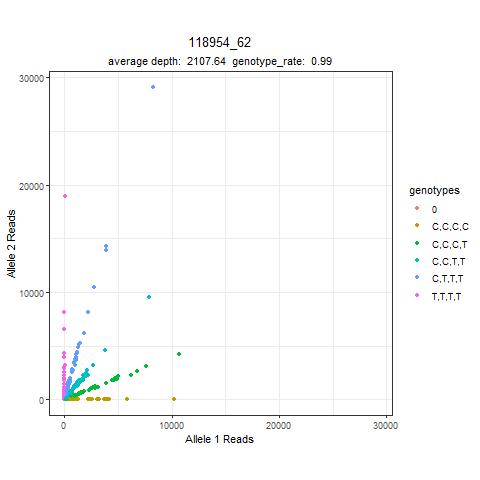 118954_62
average depth:  2107.64  genotype_rate:  0.99
30000
20000
10000
0
Allele 2 Reads
0
10000
20000
30000
Allele 1 Reads
genotypes
0
C,C,C,C
C,C,C,T
C,C,T,T
C,T,T,T
T,T,T,T